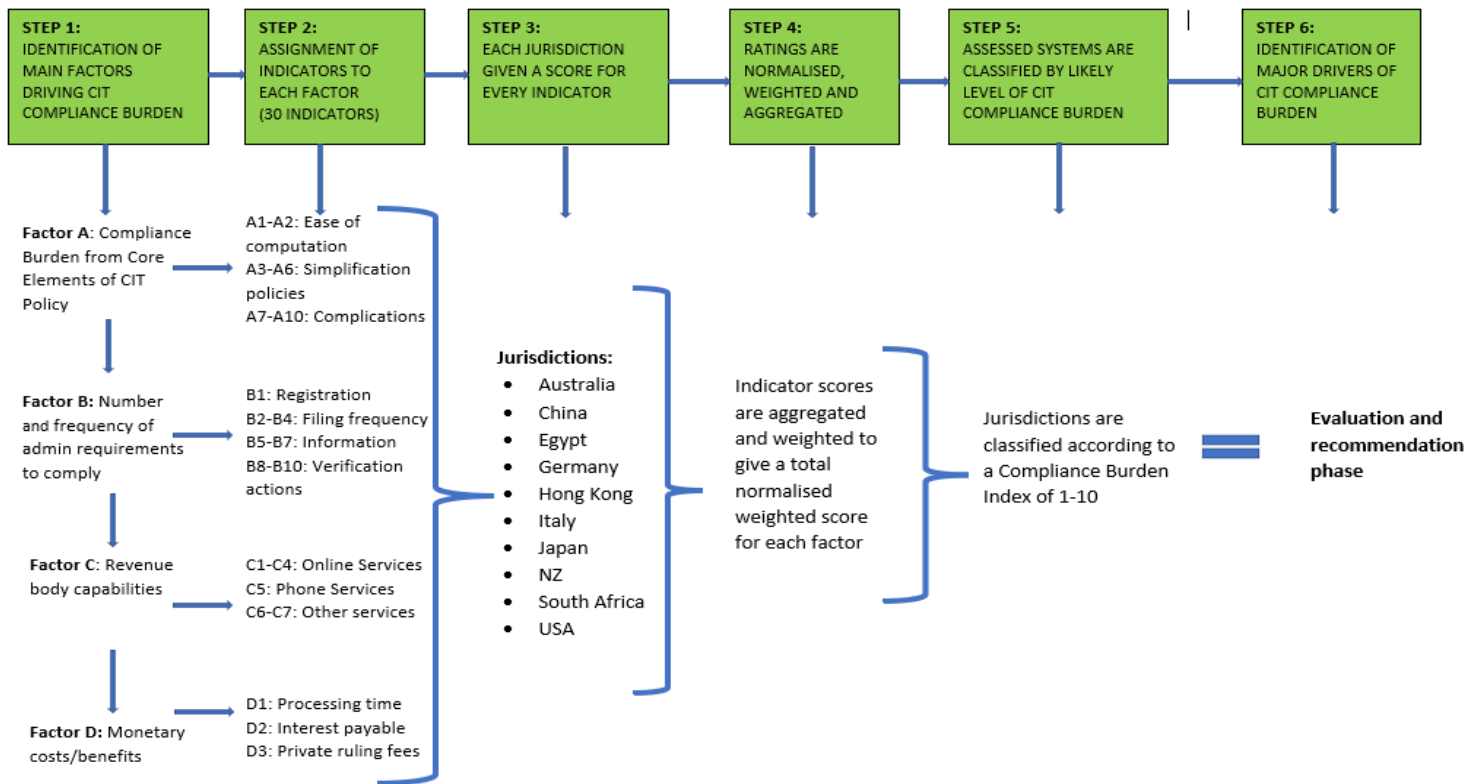 STEP 1:
IDENTIFICATION OF
MAIN FACTORS
DRIVING CIT
COMPLIANCE BURDEN
STEP 2:
ASSIGNMENT OF
INDICATORS TO
EACH FACTOR
(30 INDICATORS)
STEP 3:
EACH JURISDICTION
GIVEN A SCORE FOR
EVERY INDICATOR
STEP 4:
RATINGS ARE
NORMALISED,
WEIGHTED AND
AGGREGATED
STEP 5:
ASSESSED SYSTEMS ARE
CLASSIFIED BY LIKELY
LEVEL OF CIT
COMPLIANCE BURDEN
STEP 6:
IDENTIFICATION OF
MAJOR DRIVERS OF
CIT COMPLIANCE
BURDEN
Factor A: Compliance
Burden from Core
Elements of CIT
Policy
A1-A2: Ease of
computation
A3-A6: Simplification
policies
A7-A10: Complications
Factor B: Number
and frequency of
admin requirements
to comply
B1: Registration
B2-B4: Filing frequency
B5-B7: Information
B8-B10: Verification
actions
Factor C: Revenue
body capabilities
C1-C4: Online Services
C5: Phone Services
C6-C7: Other services
Factor D: Monetary
costs/benefits
D1: Processing time
D2: Interest payable
D3: Private ruling fees
Jurisdictions:
• Australia
• China
• Egypt
• Germany
• Hong Kong
• Italy
• Japan
• NZ
• South Africa
• USA
Indicator scores
are aggregated
and weighted to
give a total
normalised
weighted score
for each factor
Jurisdictions are
classified according to
a Compliance Burden
Index of 1-10
Evaluation and
recommendation
phase